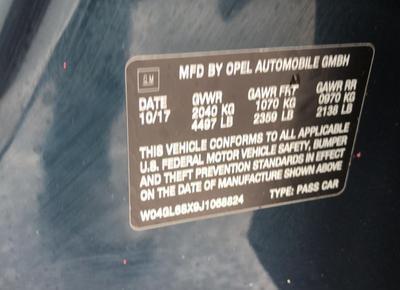 GM
MFD BY OPEL AUTOMOBILE GMBH
DATE GVWR GAWR FRT GAWR RR
10/17 2040 KG 1070 KG 0970 KG
4497 LB 2359 LB 2138 LB
THIS VEHICLE CONFORMS TO ALL APPLICABLE
U.S. FEDERAL MOTOR VEHICLE SAFETY, BUMPER
AND THEFT PREVENTION STANDARDS IN EFFECT
ON THE DATE OF MANUFACTURE SHOWN ABOVE
W04GL6SX9J1068824 TYPE: PASS CAR